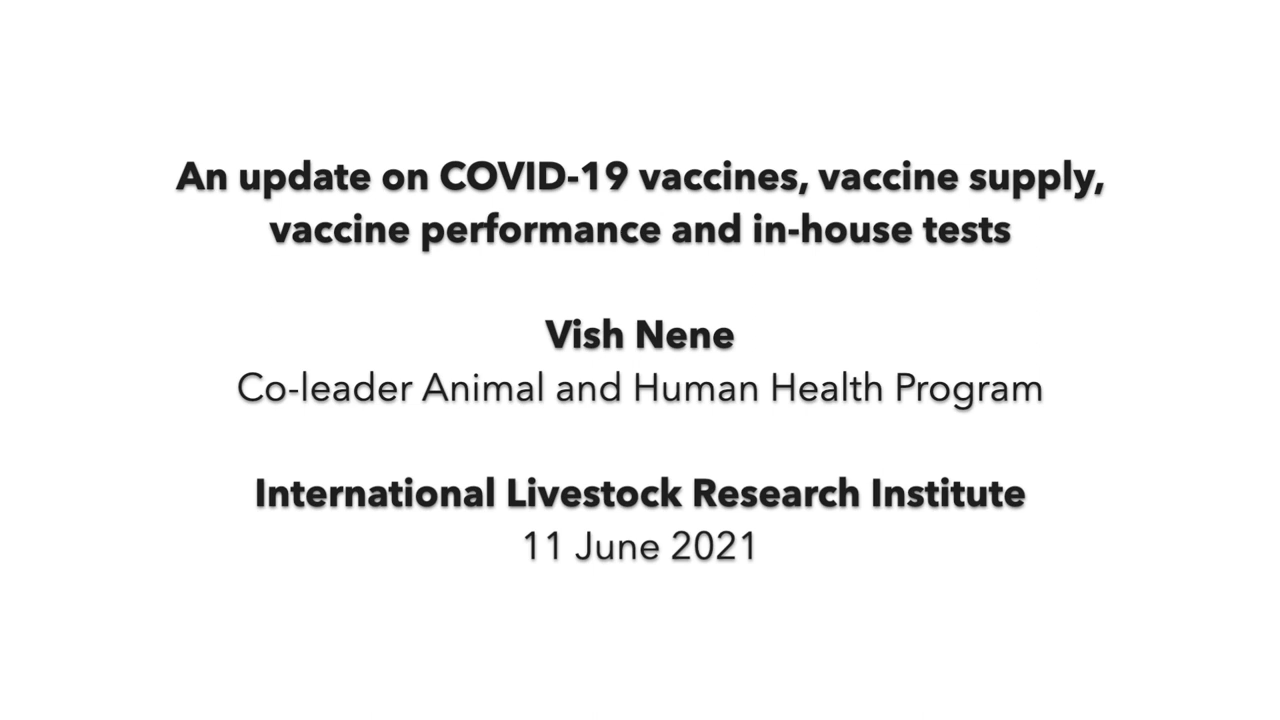 An update on COVID-19 vaccines, vaccine supply,
vaccine performance and in-house tests
Vish Nene
Co-leader Animal and Human Health Program
International Livestock Research Institute
11 June 2021